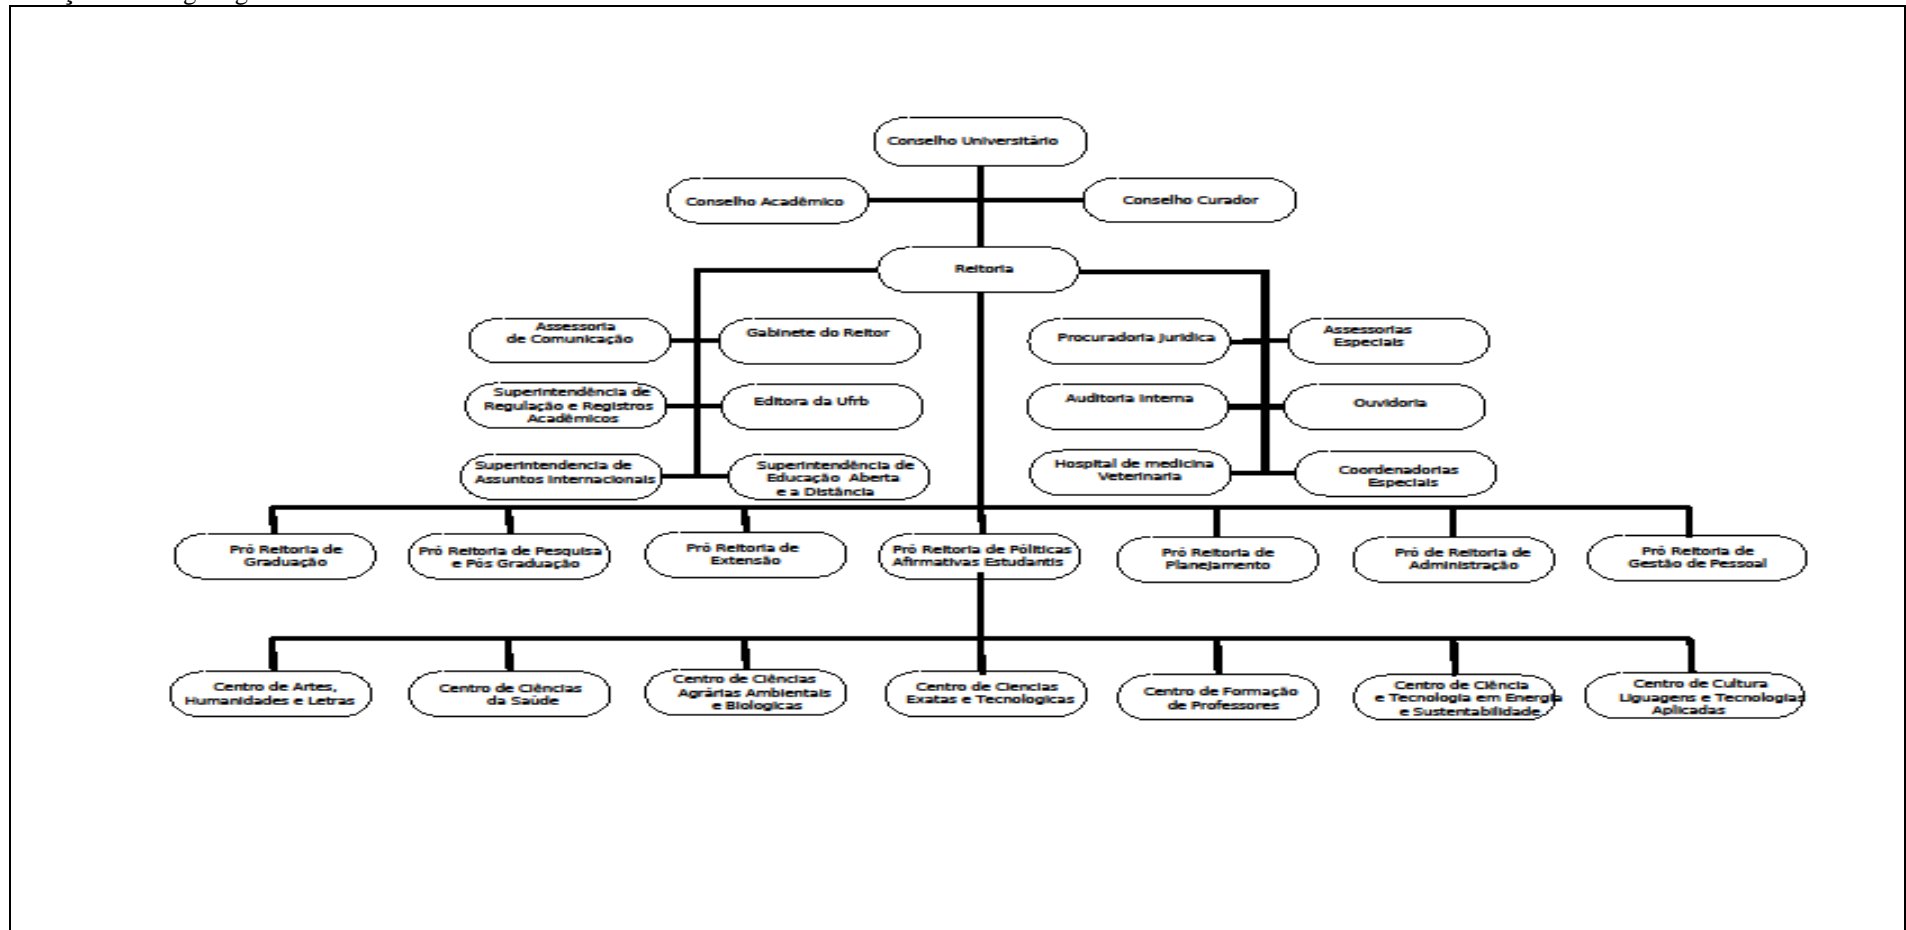 Conselho Universitário
Conselho Acadêmico
Conselho Curador
Reitoria
Assessoria
de Comunicação
Gabinete do Reitor
Procuradoria Juridica
Assessorias
Especiais
Superintendência de
Regulação e Registros
Acadêmicos
Editora da Ufrb
Auditoria Interna
Ouvidoria
Superintendencia de
Assuntos Internacionais
Superintendência de
Educação Aberta
e a Distância
Hospital de medicina
Veterinaria
Coordenadorias
Especiais
Pró Reitoria de
Graduação
Pró Reitoria de Pesquisa
e Pós Graduação
Pró Reitoria de
Extensão
Pró Reitoria de Póliticas
Afirmativas Estudantis
Pró Reitoria de
Planejamento
Pró de Reitoria de
Administração
Pró Reitoria de
Gestão de Pessoal
Centro de Artes,
Humanidades e Letras
Centro de Ciências
da Saúde
Centro de Ciências
Agrárias Ambientais
e Biologicas
Centro de Ciencias
Exatas e Tecnologicas
Centro de Formação
de Professores
Centro de Ciência
e Tecnologia em Energia
e Sustentabilidade
Centro de Cultura
Liguagens e Tecnologias
Aplicadas